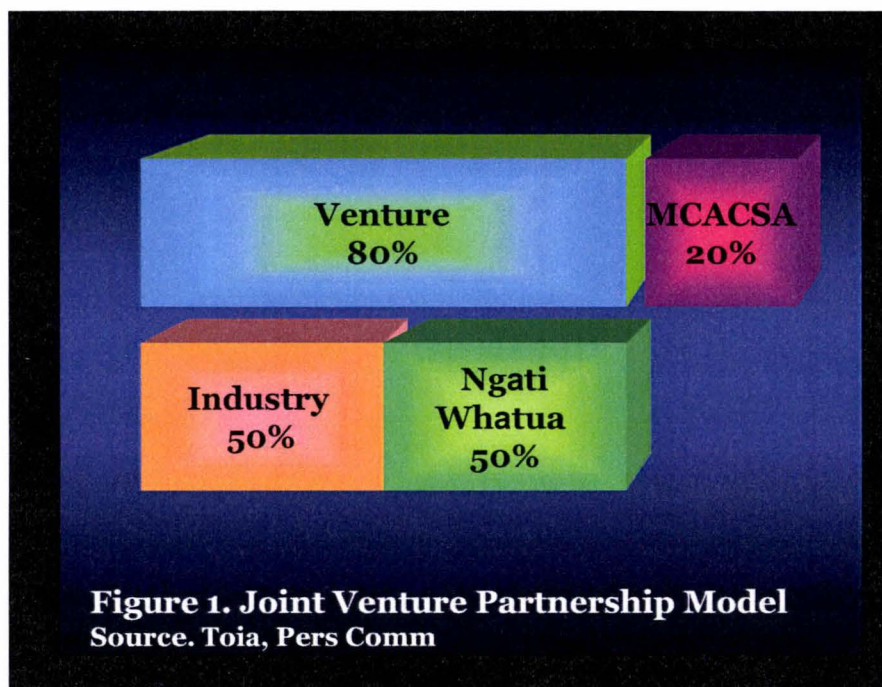 Venture
80%
MCACSA
20%
Industry
50%
Ngati
Whatua
50%
Figure 1. Joint Venture Partnership Model
Source. Toia, Pers Comm